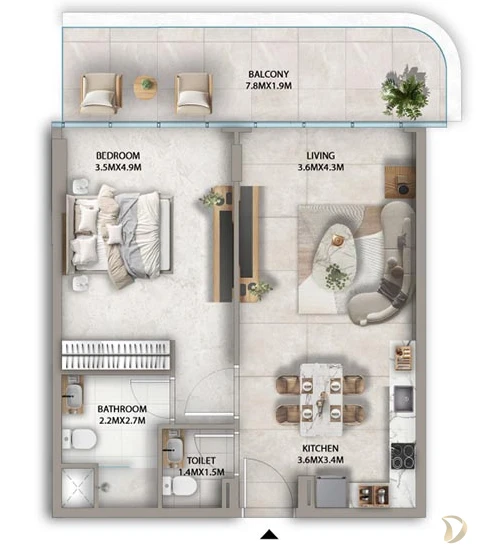 BALCONY
7.8MX1.9M
BEDROOM
3.5MX4.9M
LIVING
3.6MX4.3M
BATHROOM
2.2MX2.7M
TOILET
1.4MX1.5M
KITCHEN
3.6MX3.4M